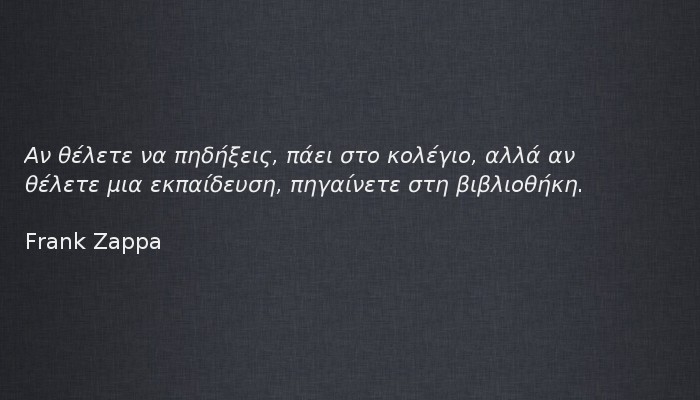 Αν θέλετε να πηδήξεις, πάει στο κολέγιο, αλλά αν
θέλετε μια εκπαίδευση, πηγαίνετε στη βιβλιοθήκη.
Frank Zappa